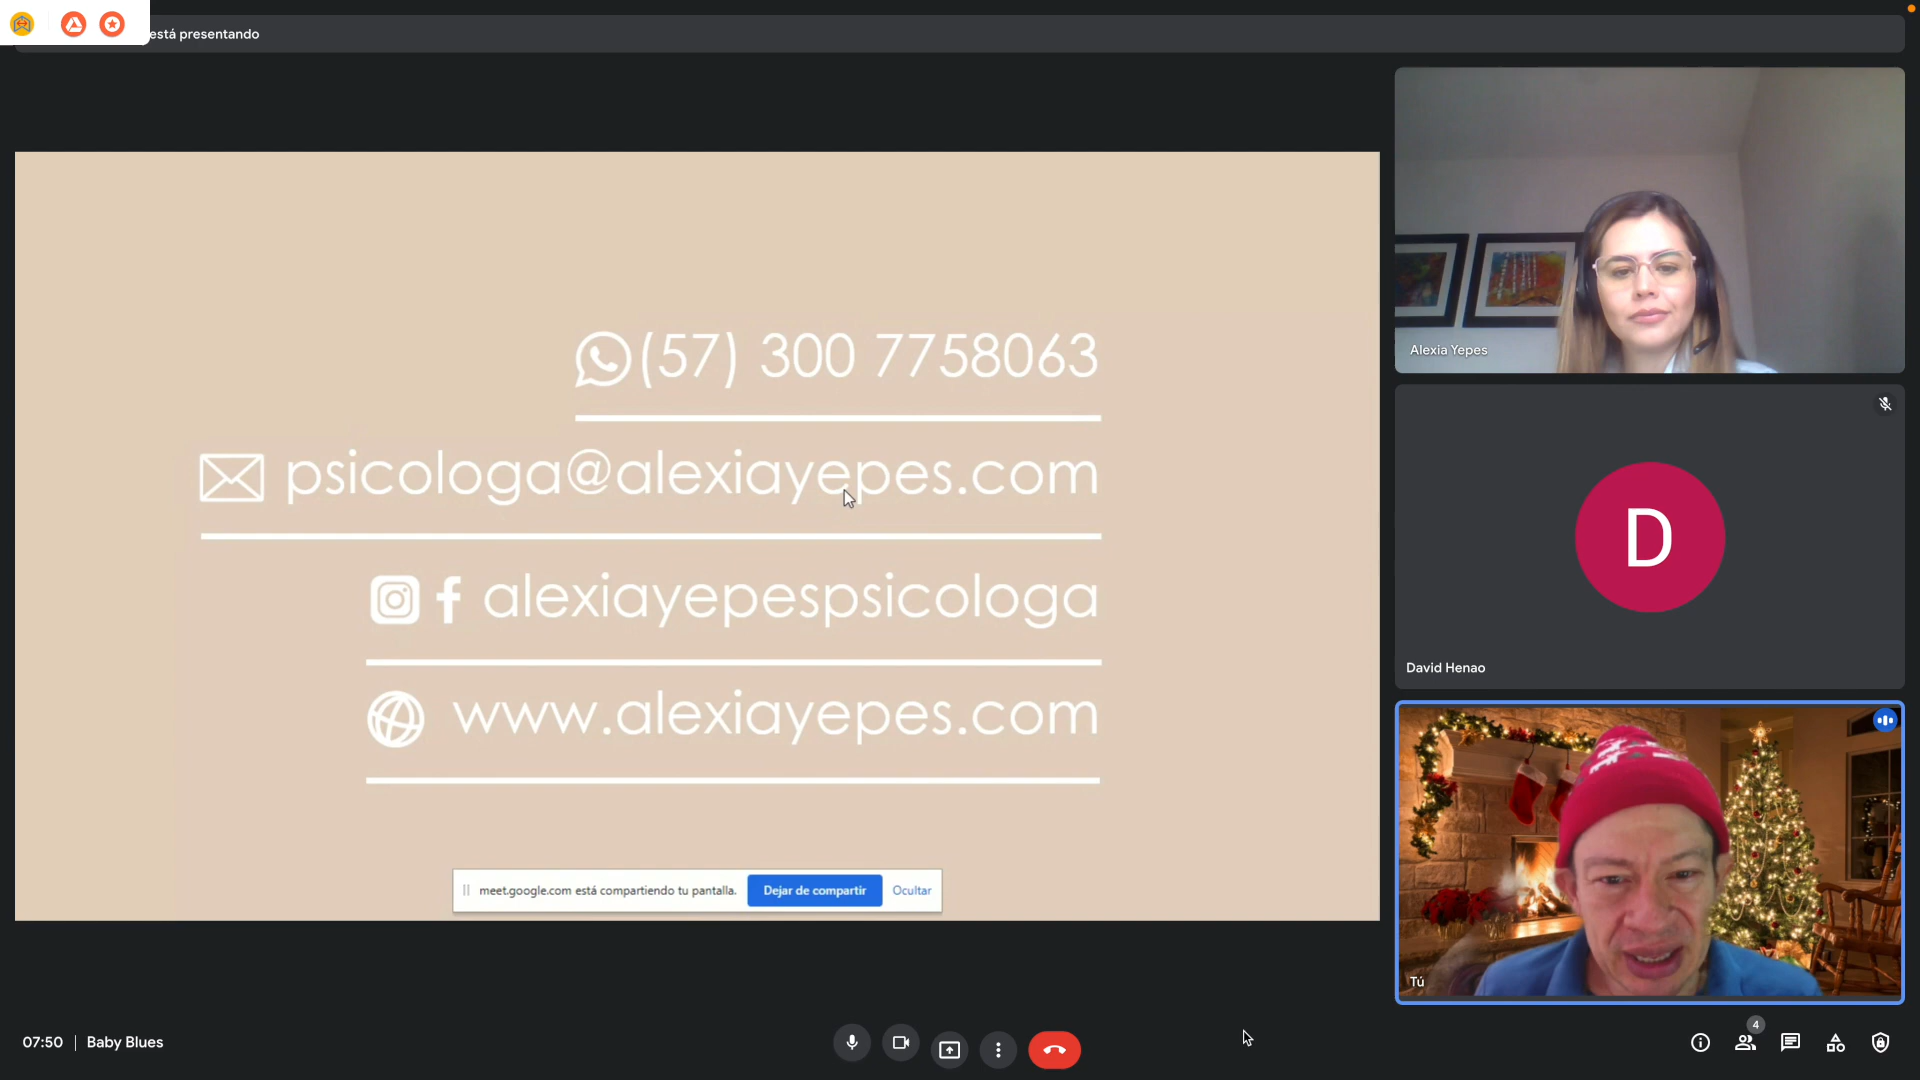 está presentando
(57) 300 7758063
psicologa@alexiayepes.com
alexiayepespsicologa
www.alexiayepes.com
meet.google.com está compartiendo tu pantalla.
Dejar de compartir
Ocultar
Alexia Yepes
D
David Henao
Tú
07:50 | Baby Blues
4